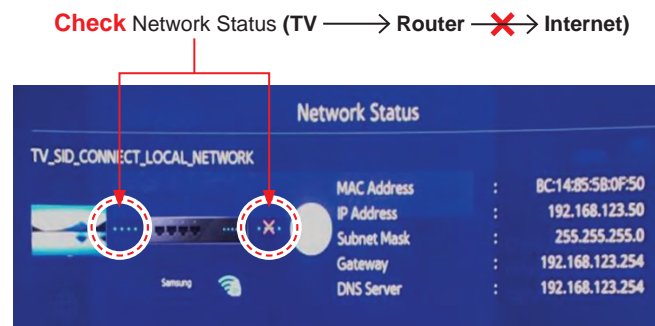 Check Network Status (TV ⟶ Router ⟶ Internet)
Network Status
TV_SID_CONNECT_LOCAL_NETWORK
MAC Address : BC:14:85:5B:0F:50
IP Address : 192.168.123.50
Subnet Mask : 255.255.255.0
Gateway : 192.168.123.254
DNS Server : 192.168.123.254
Samsung